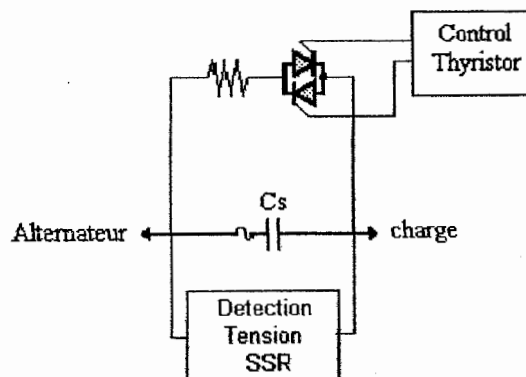 Control
Thyristor
Cs
Alternateur
charge
Detection
Tension
SSR